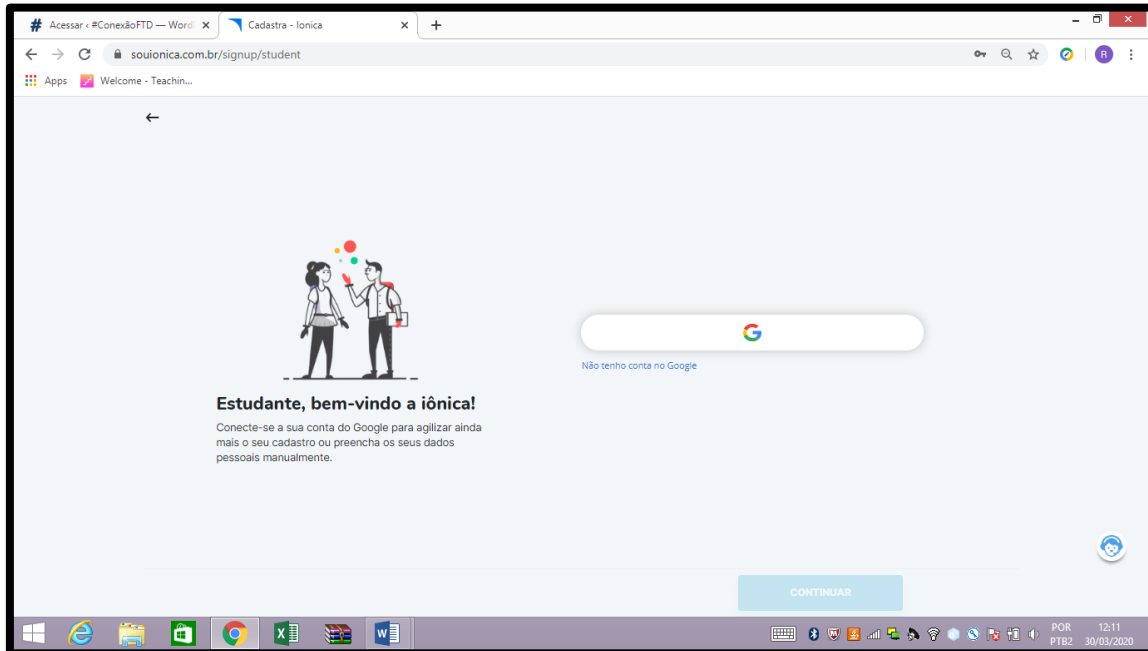 # Acessar ‹ #ConexãoFTD — Word
Cadastra - Ionica
souionica.com.br/signup/student
R
Apps
Welcome - Teachin...
Estudante, bem-vindo a iônica!
Conecte-se a sua conta do Google para agilizar ainda
mais o seu cadastro ou preencha os seus dados
pessoais manualmente.
G
Não tenho conta no Google
CONTINUAR
POR
PTB2
12:11
30/03/2020